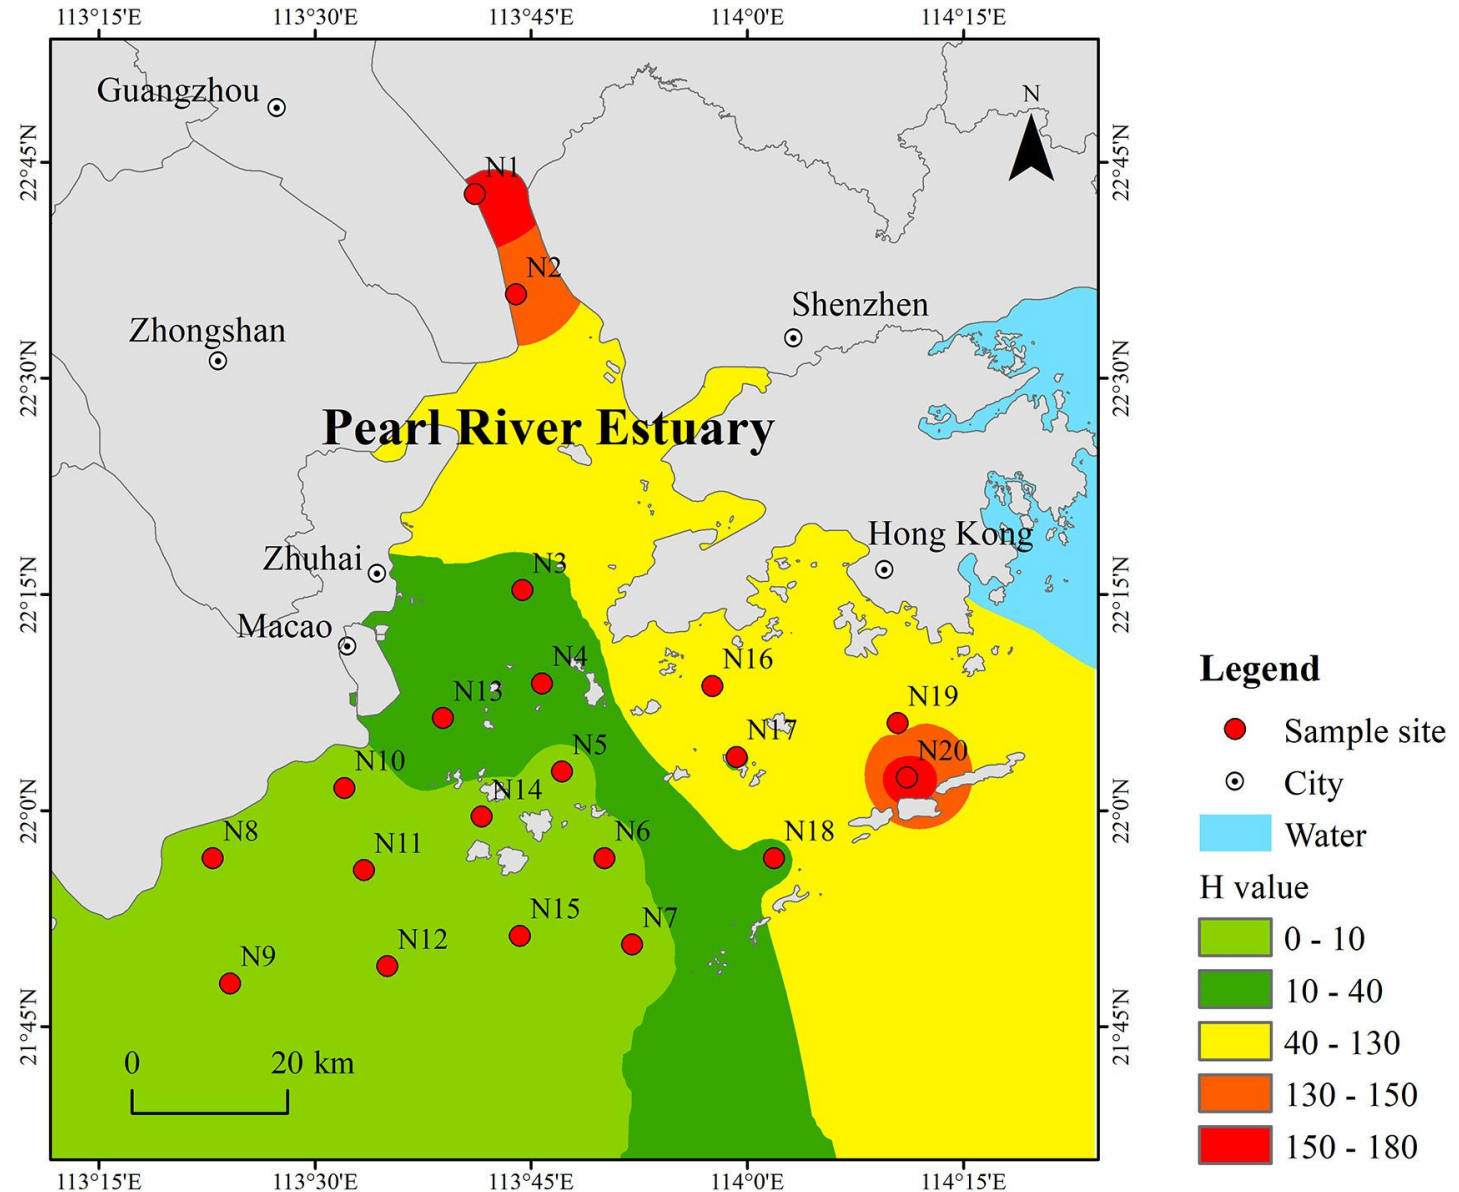 113°15'E 113°30'E 113°45'E 114°0'E 114°15'E
22°45'N
22°30'N
22°15'N
22°0'N
21°45'N
22°45'N
22°30'N
22°15'N
22°0'N
21°45'N
Guangzhou
N
N1
N2
Shenzhen
Zhongshan
Pearl River Estuary
Hong Kong
Zhuhai
N3
Macao
N4
N16
N13
N19
N17
N5
N20
N10
N14
N8
N11
N6
N18
N15
N7
N12
N9
0 20 km
113°15'E 113°30'E 113°45'E 114°0'E 114°15'E
Legend
Sample site
City
Water
H value
0 - 10
10 - 40
40 - 130
130 - 150
150 - 180